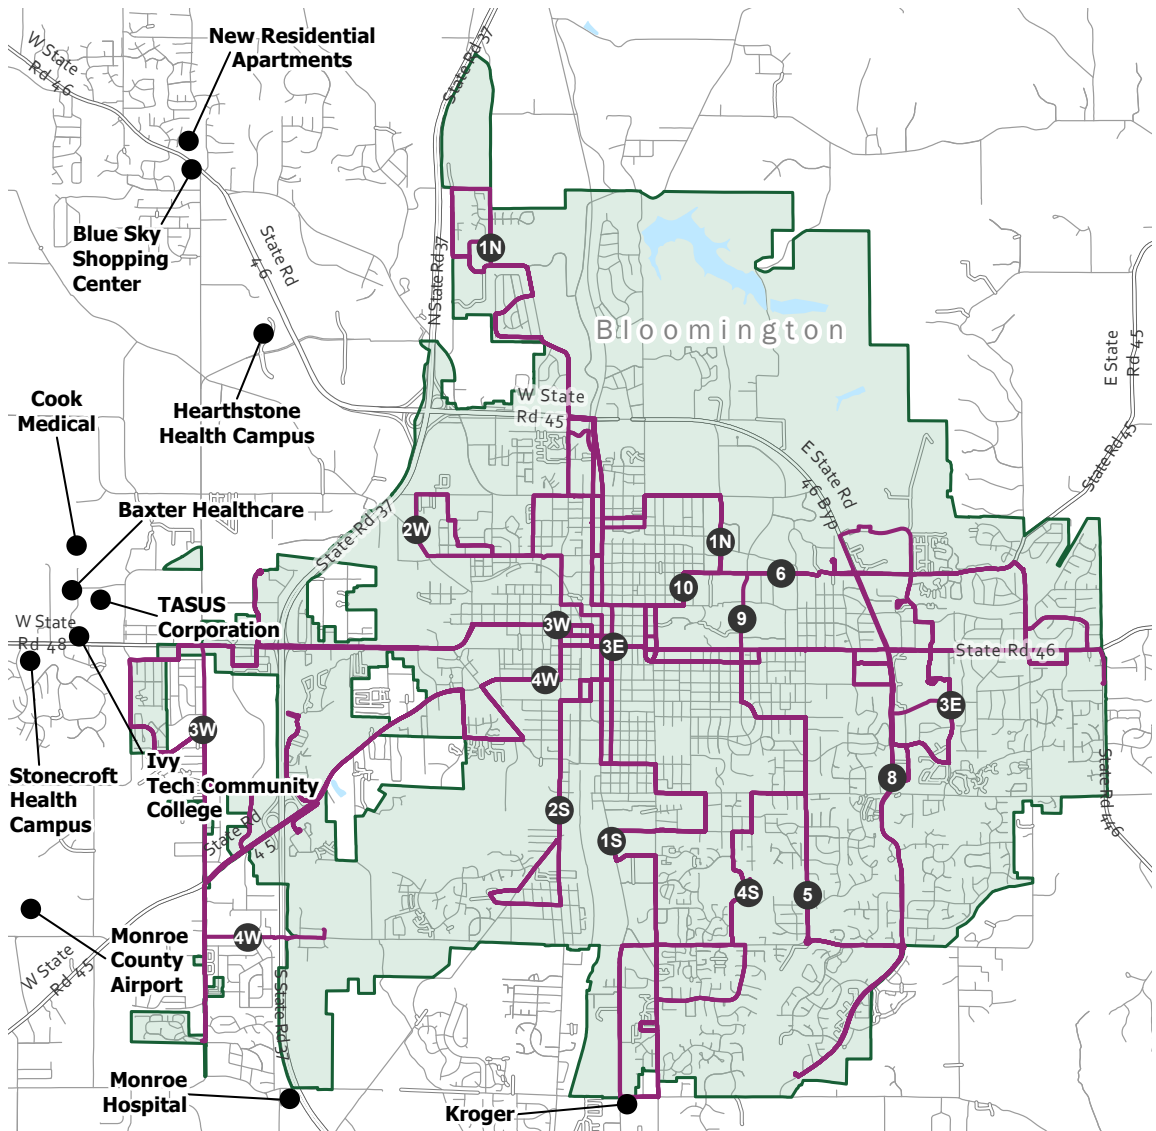 State Rd 37
New Residential
Apartments
W State
Rd 46
Blue Sky
Shopping
Center
State Rd
46
1N
N State Rd 37
Bloomington
E State
Rd 45
Hearthstone
Health Campus
W State
Rd 45
Cook
Medical
E State Rd
46 Byp
State Rd 45
Baxter Healthcare
State Rd 37
2W
1N
6
10
TASUS
Corporation
9
W State
Rd 48
3W
3E
State Rd 46
4W
3E
3W
Stonecroft
Health
Campus
Ivy
Tech Community
College
8
State Rd 446
2S
State Rd
45
1S
4S
5
Monroe
County
Airport
4W
W State
Rd 45
S State Rd 37
Monroe
Hospital
Kroger